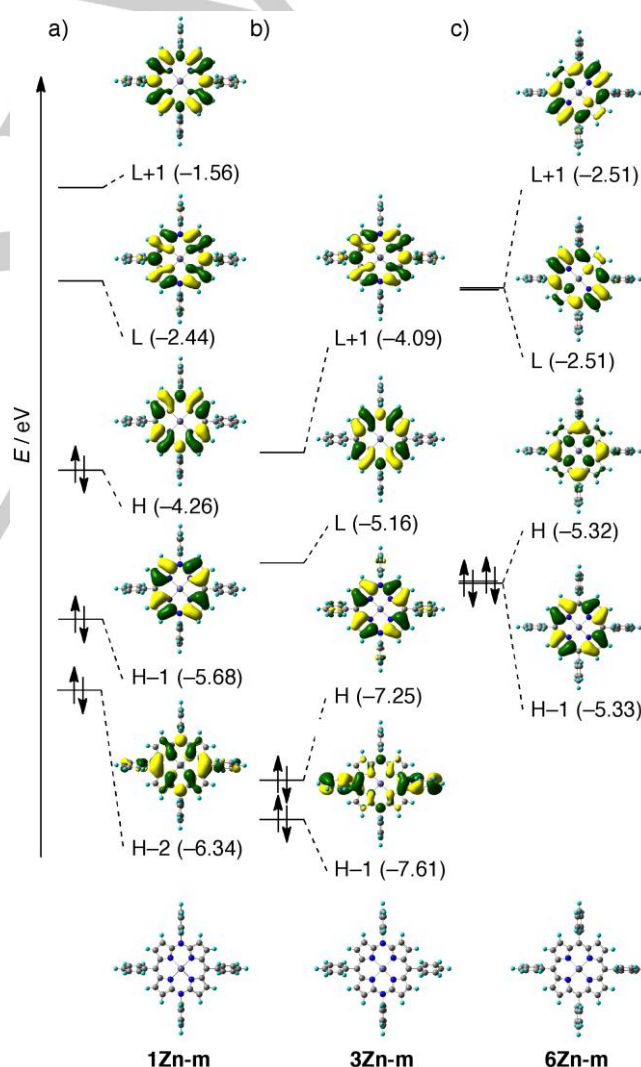 a)
b)
c)
E / eV
L+1 (–1.56)
L (–2.44)
H (–4.26)
H–1 (–5.68)
H–2 (–6.34)
L+1 (–4.09)
L (–5.16)
H (–7.25)
H–1 (–7.61)
L+1 (–2.51)
L (–2.51)
H (–5.32)
H–1 (–5.33)
1Zn-m
3Zn-m
6Zn-m